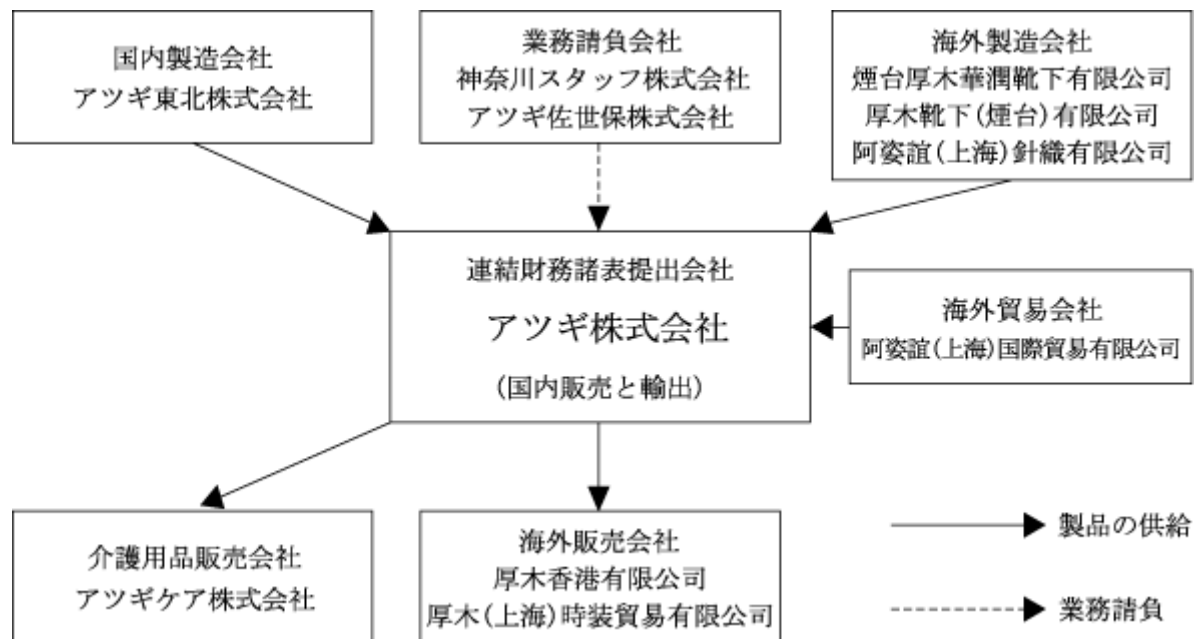 国内製造会社
アツギ東北株式会社
業務請負会社
神奈川スタッフ株式会社
アツギ佐世保株式会社
海外製造会社
煙台厚木華潤靴下有限公司
厚木靴下(煙台)有限公司
阿姿誼(上海)針織有限公司
連結財務諸表提出会社
アツギ株式会社
(国内販売と輸出)
海外貿易会社
阿姿誼(上海)国際貿易有限公司
介護用品販売会社
アツギケア株式会社
海外販売会社
厚木香港有限公司
厚木(上海)時装貿易有限公司
製品の供給
業務請負